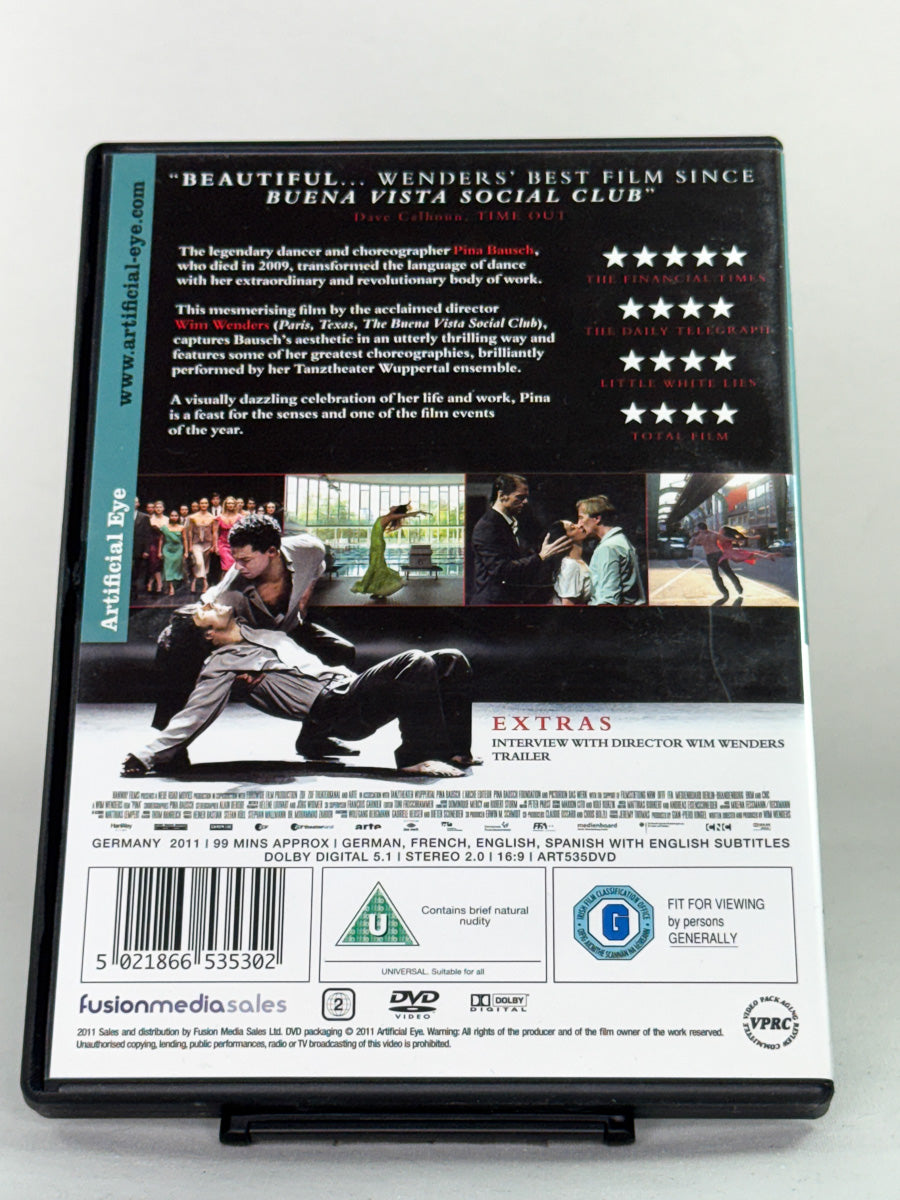 www.artificial-eye.com
Artificial Eye
"BEAUTIFUL... WENDERS' BEST FILM SINCE
BUENA VISTA SOCIAL CLUB"
Dave Calhoun, TIME OUT
The legendary dancer and choreographer Pina Bausch,
who died in 2009, transformed the language of dance
with her extraordinary and revolutionary body of work.
This mesmerising film by the acclaimed director
Wim Wenders (Paris, Texas, The Buena Vista Social Club),
captures Bausch's aesthetic in an utterly thrilling way and
features some of her greatest choreographies, brilliantly
performed by her Tanztheater Wuppertal ensemble.
A visually dazzling celebration of her life and work, Pina
is a feast for the senses and one of the film events
of the year.
THE FINANCIAL TIMES
THE DAILY TELEGRAPH
LITTLE WHITE LIES
TOTAL FILM
EXTRAS
INTERVIEW WITH DIRECTOR WIM WENDERS
TRAILER
arte
medienboard
CNC
GERMANY 2011 | 99 MINS APPROX | GERMAN, FRENCH, ENGLISH, SPANISH WITH ENGLISH SUBTITLES
DOLBY DIGITAL 5.1 | STEREO 2.0 | 16:9 | ART535DVD
5 021866 535302
U
Contains brief natural
nudity
UNIVERSAL. Suitable for all
IRISH FILM CLASSIFICATION OFFICE
G
FIT FOR VIEWING
by persons
GENERALLY
fusionmediasales
2
DVD
VIDEO
DOLBY
DIGITAL
VIDEO PACKAGING REVIEW COMMITTEE
VPRC
2011 Sales and distribution by Fusion Media Sales Ltd. DVD packaging © 2011 Artificial Eye. Warning: All rights of the producer and of the film owner of the work reserved.
Unauthorised copying, lending, public performances, radio or TV broadcasting of this video is prohibited.